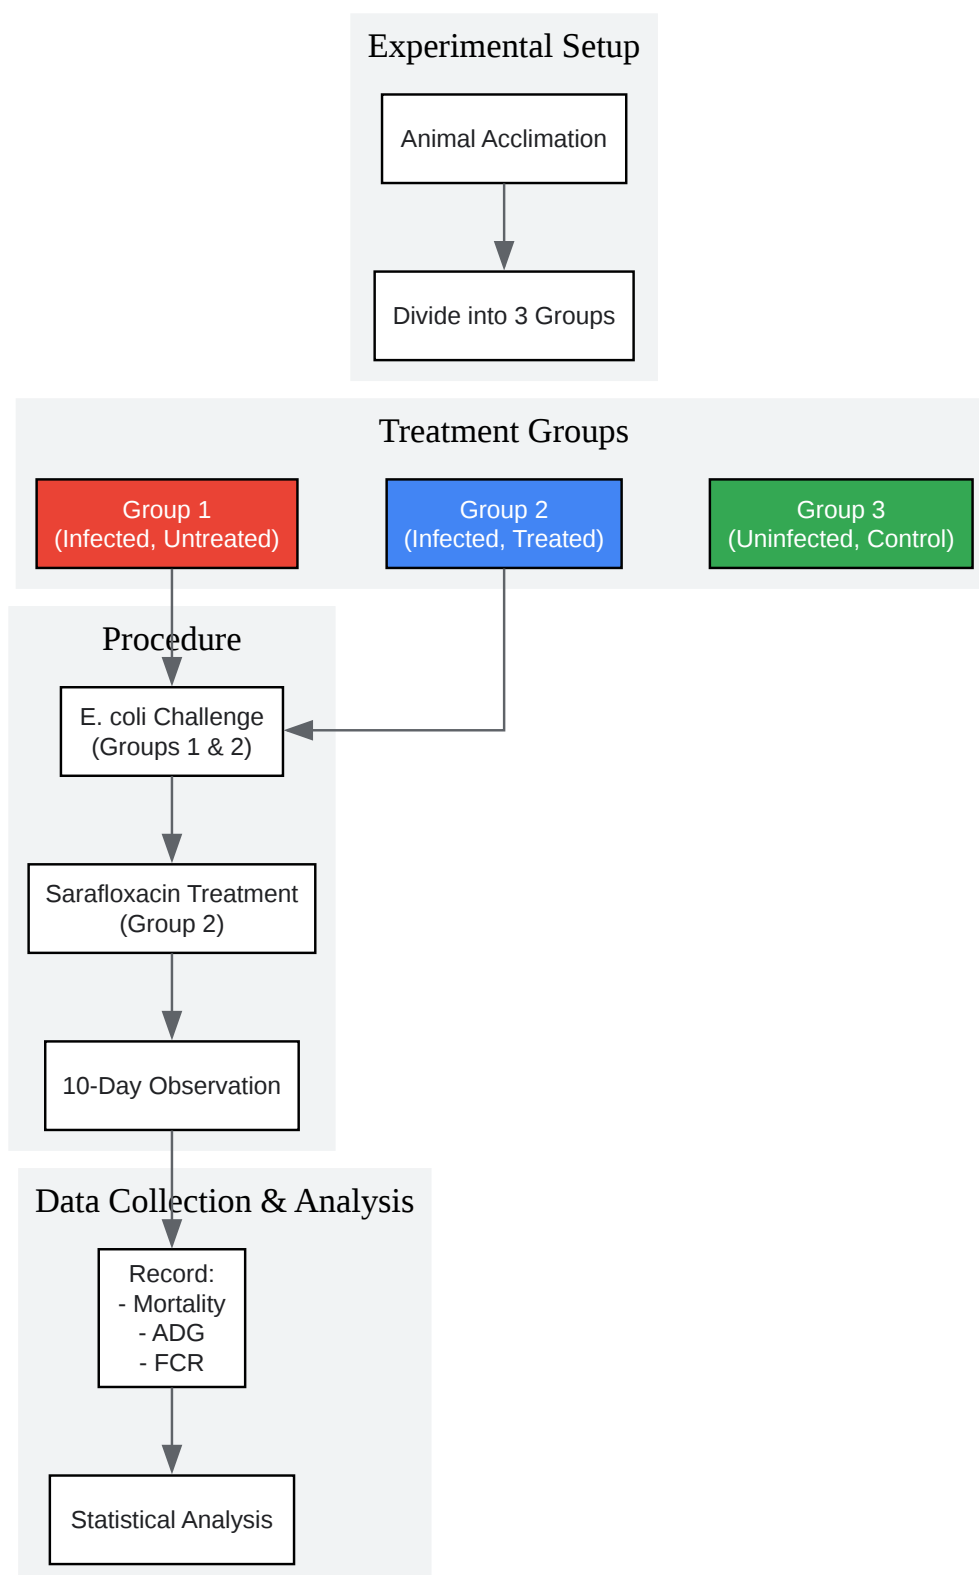 Experimental Setup
Animal Acclimation
Divide into 3 Groups
Treatment Groups
Group 1
(Infected, Untreated)
Group 2
(Infected, Treated)
Group 3
(Uninfected, Control)
Procedure
E. coli Challenge
(Groups 1 & 2)
Sarafloxacin Treatment
(Group 2)
10-Day Observation
Data Collection & Analysis
Record:
- Mortality
- ADG
- FCR
Statistical Analysis